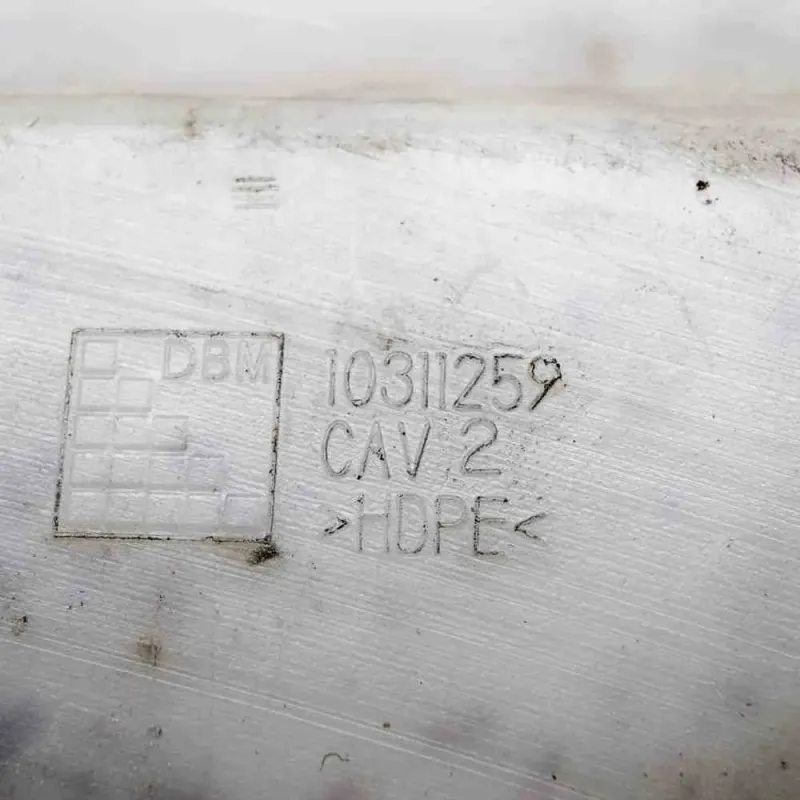 DBM
10311259
CAV.2
>HDPE<